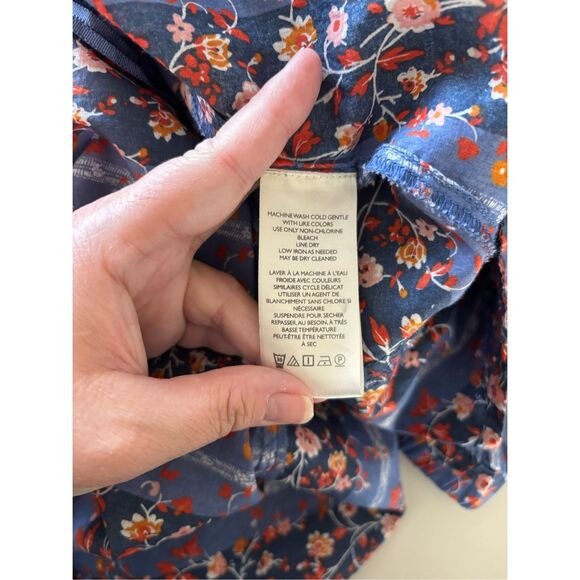 MACHINE WASH COLD GENTLE
WITH LIKE COLORS
USE ONLY NON-CHLORINE
BLEACH
LINE DRY
LOW IRON AS NEEDED
MAY BE DRY CLEANED
LAVER À LA MACHINE À L'EAU
FROIDE AVEC COULEURS
SIMILAIRES CYCLE DÉLICAT
UTILISER UN AGENT DE
BLANCHIMENT SANS CHLORE SI
NÉCESSAIRE
SUSPENDRE POUR SECHER
REPASSER, AU BESOIN, À TRÈS
BASSE TEMPÉRATURE
PEUT-ÊTRE ÊTRE NETTOYÉE
À SEC